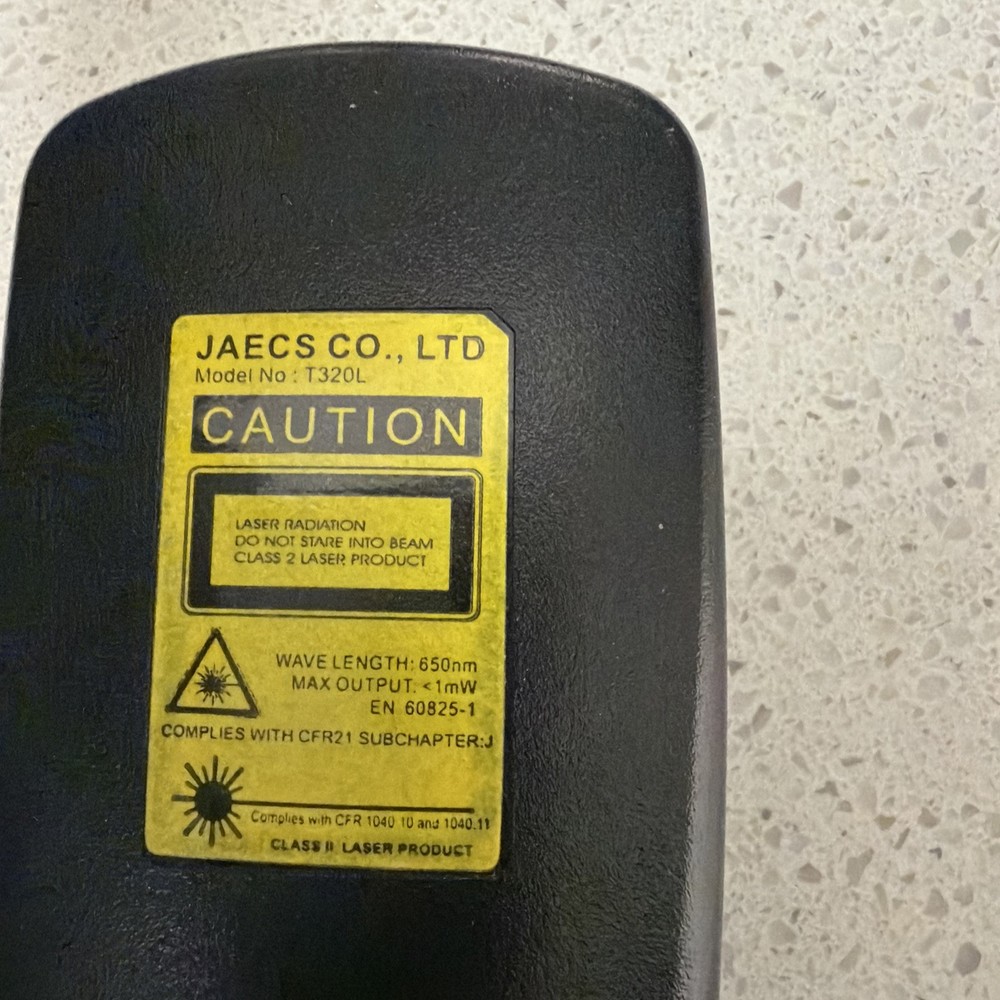 JAECS CO., LTD
Model No : T320L
CAUTION
LASER RADIATION
DO NOT STARE INTO BEAM
CLASS 2 LASER PRODUCT
WAVE LENGTH: 650nm
MAX OUTPUT: <1mW
EN 60825-1
COMPLIES WITH CFR21 SUBCHAPTER:J
Complies with CFR 1040 10 and 1040.11
CLASS II LASER PRODUCT